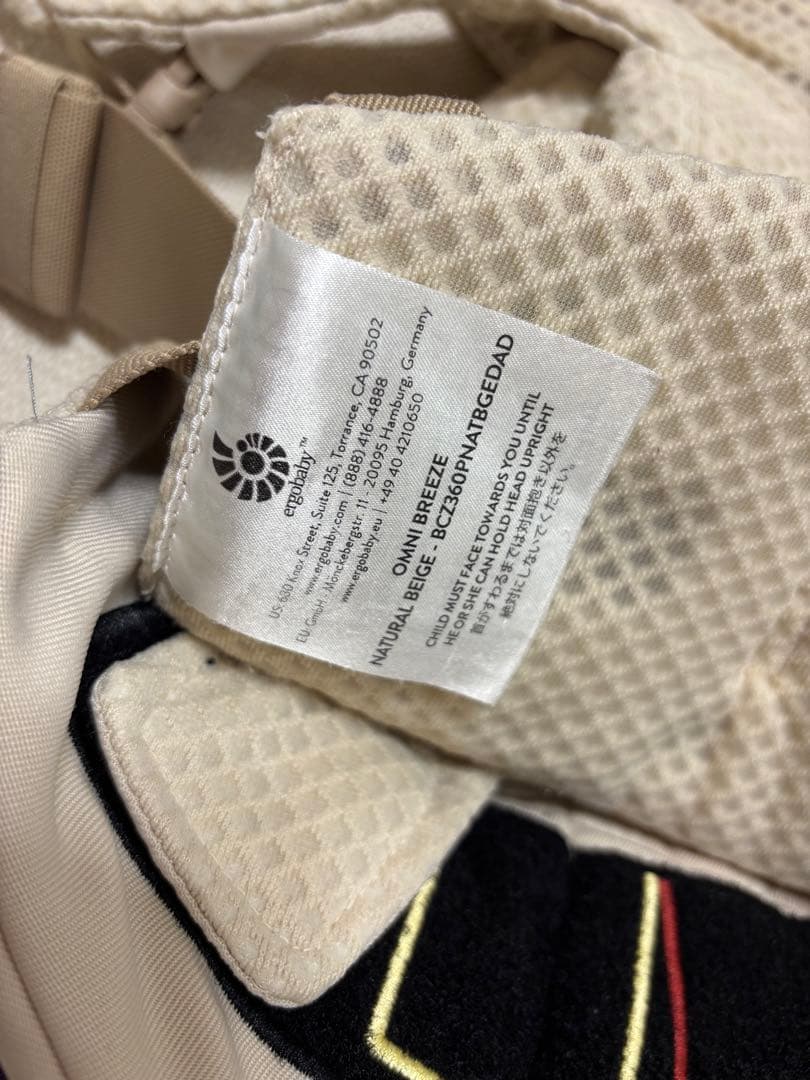 ergobaby™
US: 630 Knox Street, Suite 125, Torrance, CA 90502
www.ergobaby.com | (888) 416-4888
EU: GmbH · Mönckebergstr. 11 - 20095 Hamburg, Germany
www.ergobaby.eu | +49 40 4210650
OMNI BREEZE
NATURAL BEIGE - BCZ360PNATBGEDAD
CHILD MUST FACE TOWARDS YOU UNTIL
HE OR SHE CAN HOLD HEAD UPRIGHT
首がすわるまでは対面抱き以外を
絶対にしないでください。